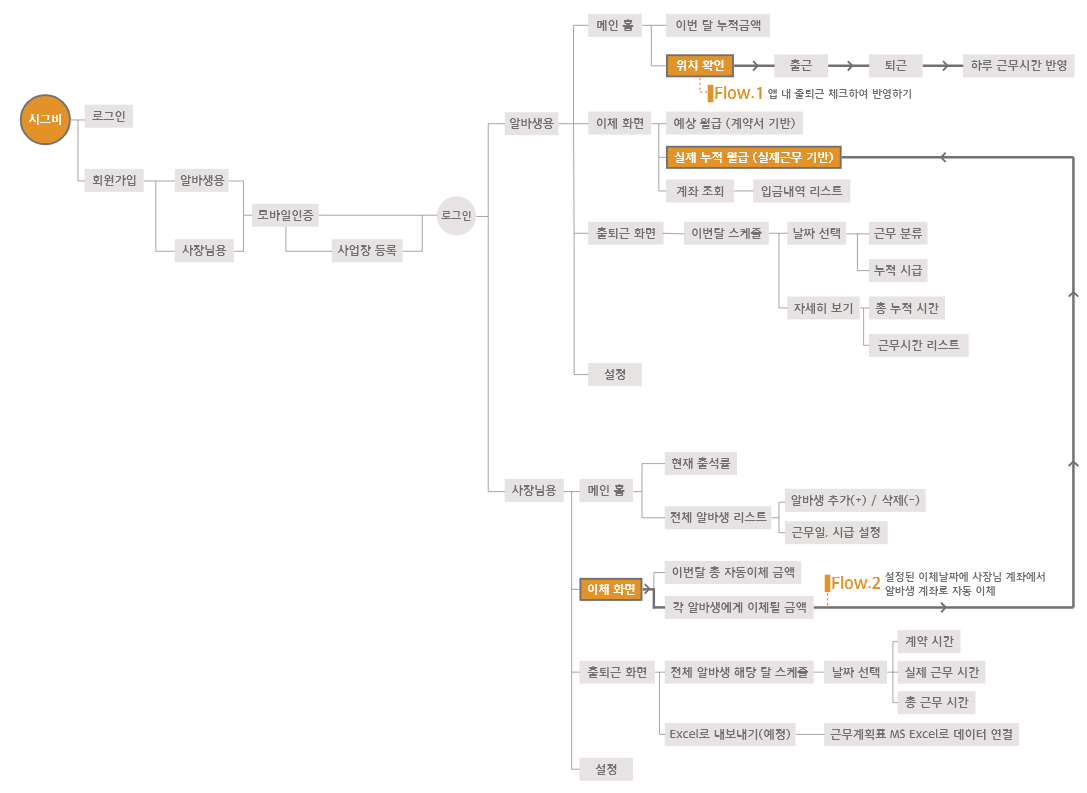 시그비
로그인
회원가입
알바생용
사장님용
모바일인증
사업장 등록
로그인
알바생용
메인 홈
이번 달 누적금액
위치 확인
출근
퇴근
하루 근무시간 반영
Flow.1 앱 내 출퇴근 체크하여 반영하기
이체 화면
예상 월급 (계약서 기반)
실제 누적 월급 (실제근무 기반)
계좌 조회
입금내역 리스트
출퇴근 화면
이번달 스케쥴
날짜 선택
근무 분류
누적 시급
자세히 보기
총 누적 시간
근무시간 리스트
설정
사장님용
메인 홈
현재 출석률
전체 알바생 리스트
알바생 추가(+) / 삭제(-)
근무일, 시급 설정
이체 화면
이번달 총 자동이체 금액
각 알바생에게 이체될 금액
Flow.2 설정된 이체날짜에 사장님 계좌에서
알바생 계좌로 자동 이체
출퇴근 화면
전체 알바생 해당 달 스케쥴
날짜 선택
계약 시간
실제 근무 시간
총 근무 시간
Excel로 내보내기(예정)
근무계획표 MS Excel로 데이터 연결
설정